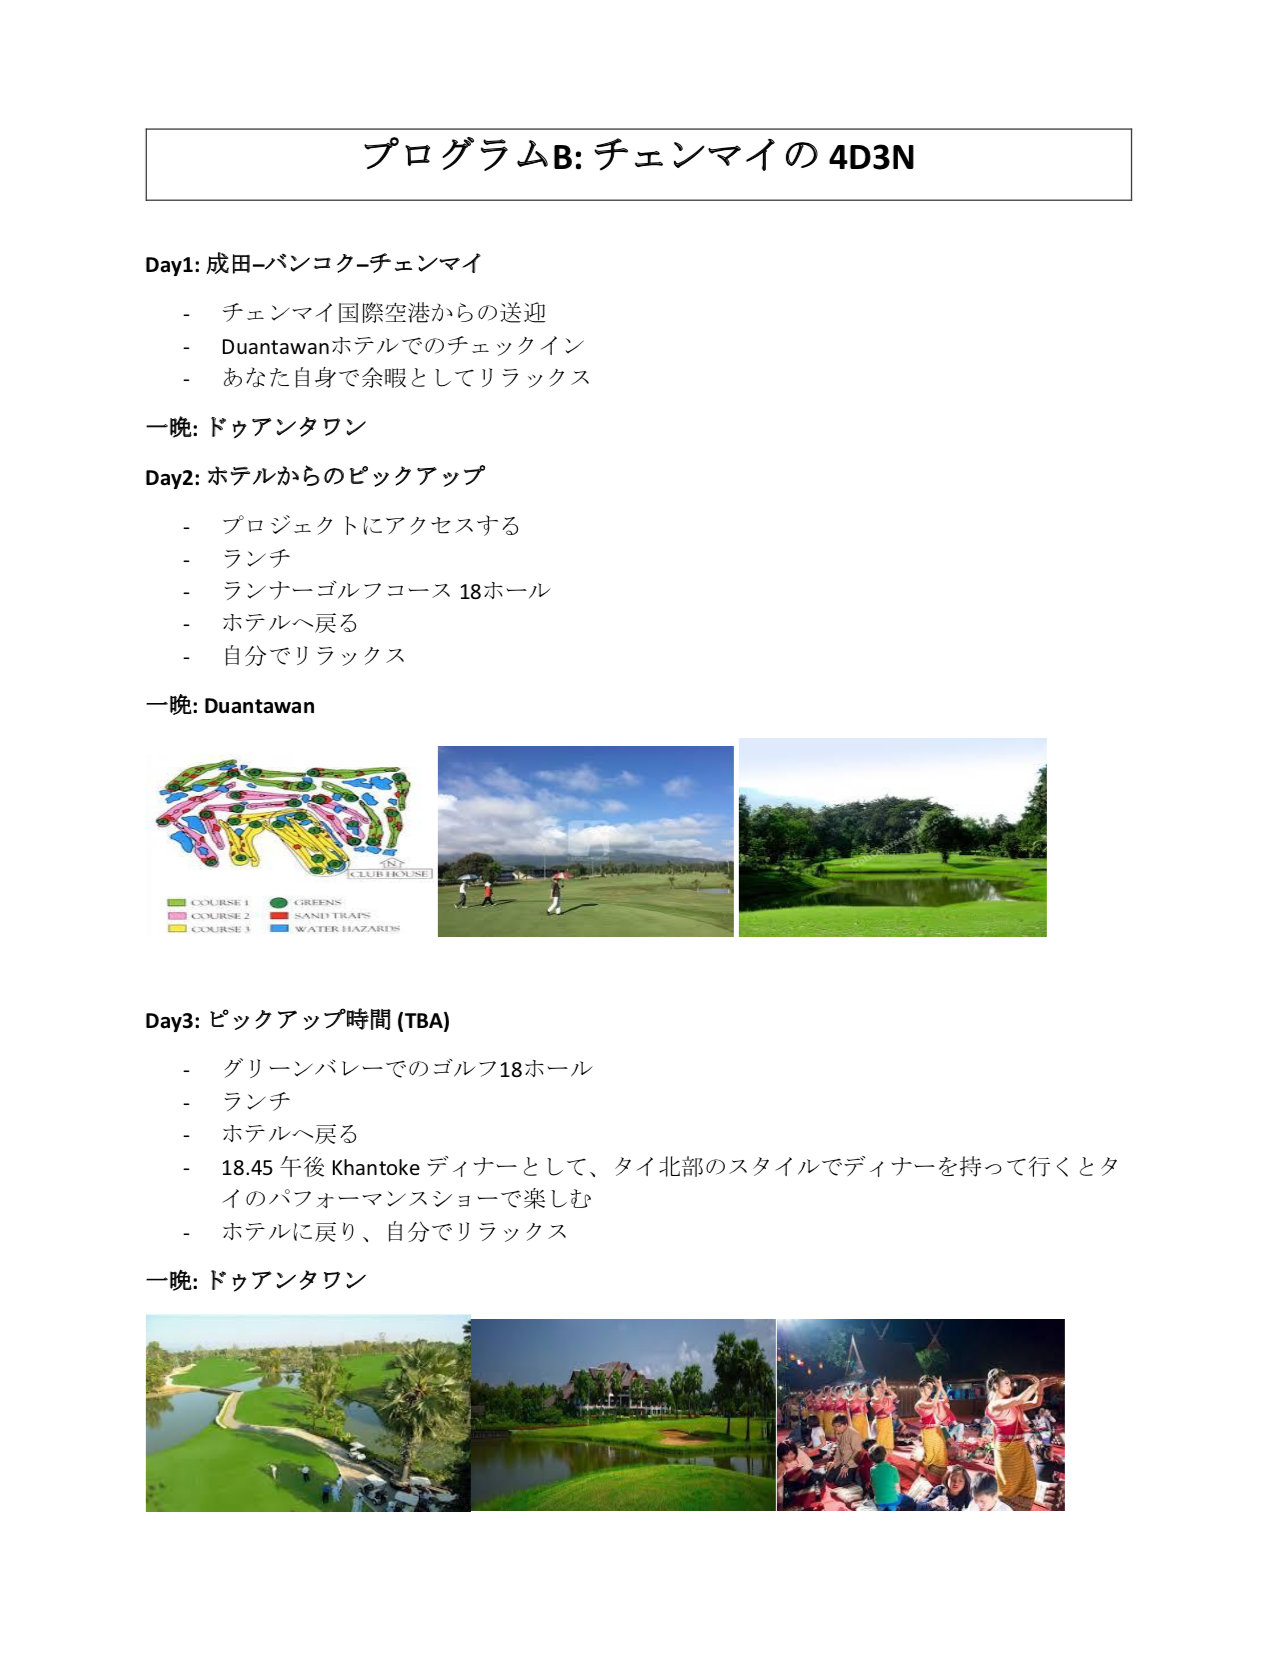 プログラムB: チェンマイの 4D3N
Day1: 成田–バンコク–チェンマイ
- チェンマイ国際空港からの送迎
- Duantawanホテルでのチェックイン
- あなた自身で余暇としてリラックス
一晩: ドゥアンタワン
Day2: ホテルからのピックアップ
- プロジェクトにアクセスする
- ランチ
- ランナーゴルフコース 18ホール
- ホテルへ戻る
- 自分でリラックス
一晩: Duantawan
N
CLUB HOUSE
COURSE 1 GREENS
COURSE 2 SAND TRAPS
COURSE 3 WATER HAZARDS
Day3: ピックアップ時間 (TBA)
- グリーンバレーでのゴルフ18ホール
- ランチ
- ホテルへ戻る
- 18.45 午後 Khantoke ディナーとして、タイ北部のスタイルでディナーを持って行くとタ
イのパフォーマンスショーで楽しむ
- ホテルに戻り、自分でリラックス
一晩: ドゥアンタワン